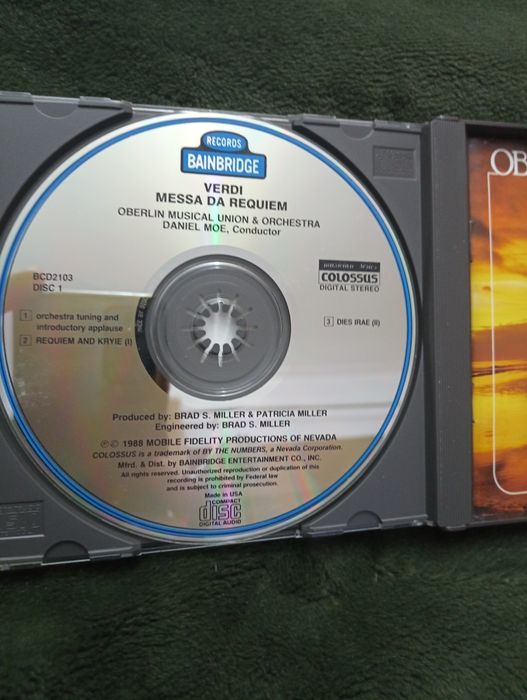 RECORDS
BAINBRIDGE
VERDI
MESSA DA REQUIEM
OBERLIN MUSICAL UNION & ORCHESTRA
DANIEL MOE, Conductor
BCD2103
DISC 1
COLOSSUS
DIGITAL STEREO
1 orchestra tuning and
introductory applause
2 REQUIEM AND KRYIE (I)
3 DIES IRAE (II)
Produced by: BRAD S. MILLER & PATRICIA MILLER
Engineered by: BRAD S. MILLER
℗© 1988 MOBILE FIDELITY PRODUCTIONS OF NEVADA
COLOSSUS is a trademark of BY THE NUMBERS, a Nevada Corporation.
Mfrd. & Dist. by BAINBRIDGE ENTERTAINMENT CO., INC.
All rights reserved. Unauthorized reproduction or duplication of this
recording is prohibited by Federal law
and is subject to criminal prosecution.
Made in USA
COMPACT
disc
DIGITAL AUDIO
OB